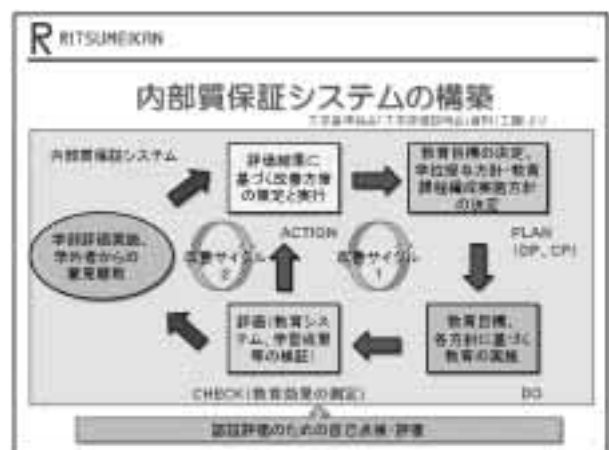 RITSUMEIKAN
内部質保証システムの構築
内部質保証システム
評価結果に
基づく改善方策
の策定と実行
教育目標の決定、
学位授与方針・教育
課程編成実施方針
の決定
学部評価実施、
学外者からの
意見聴取
改善サイクル
2
ACTION
改善サイクル
1
PLAN
(DP、CP)
評価(教育シス
テム、学習成果
等の検証)
教育目標、
各方針に基づく
教育の実施
CHECK(教育効果の測定)
DO
認証評価のための自己点検・評価